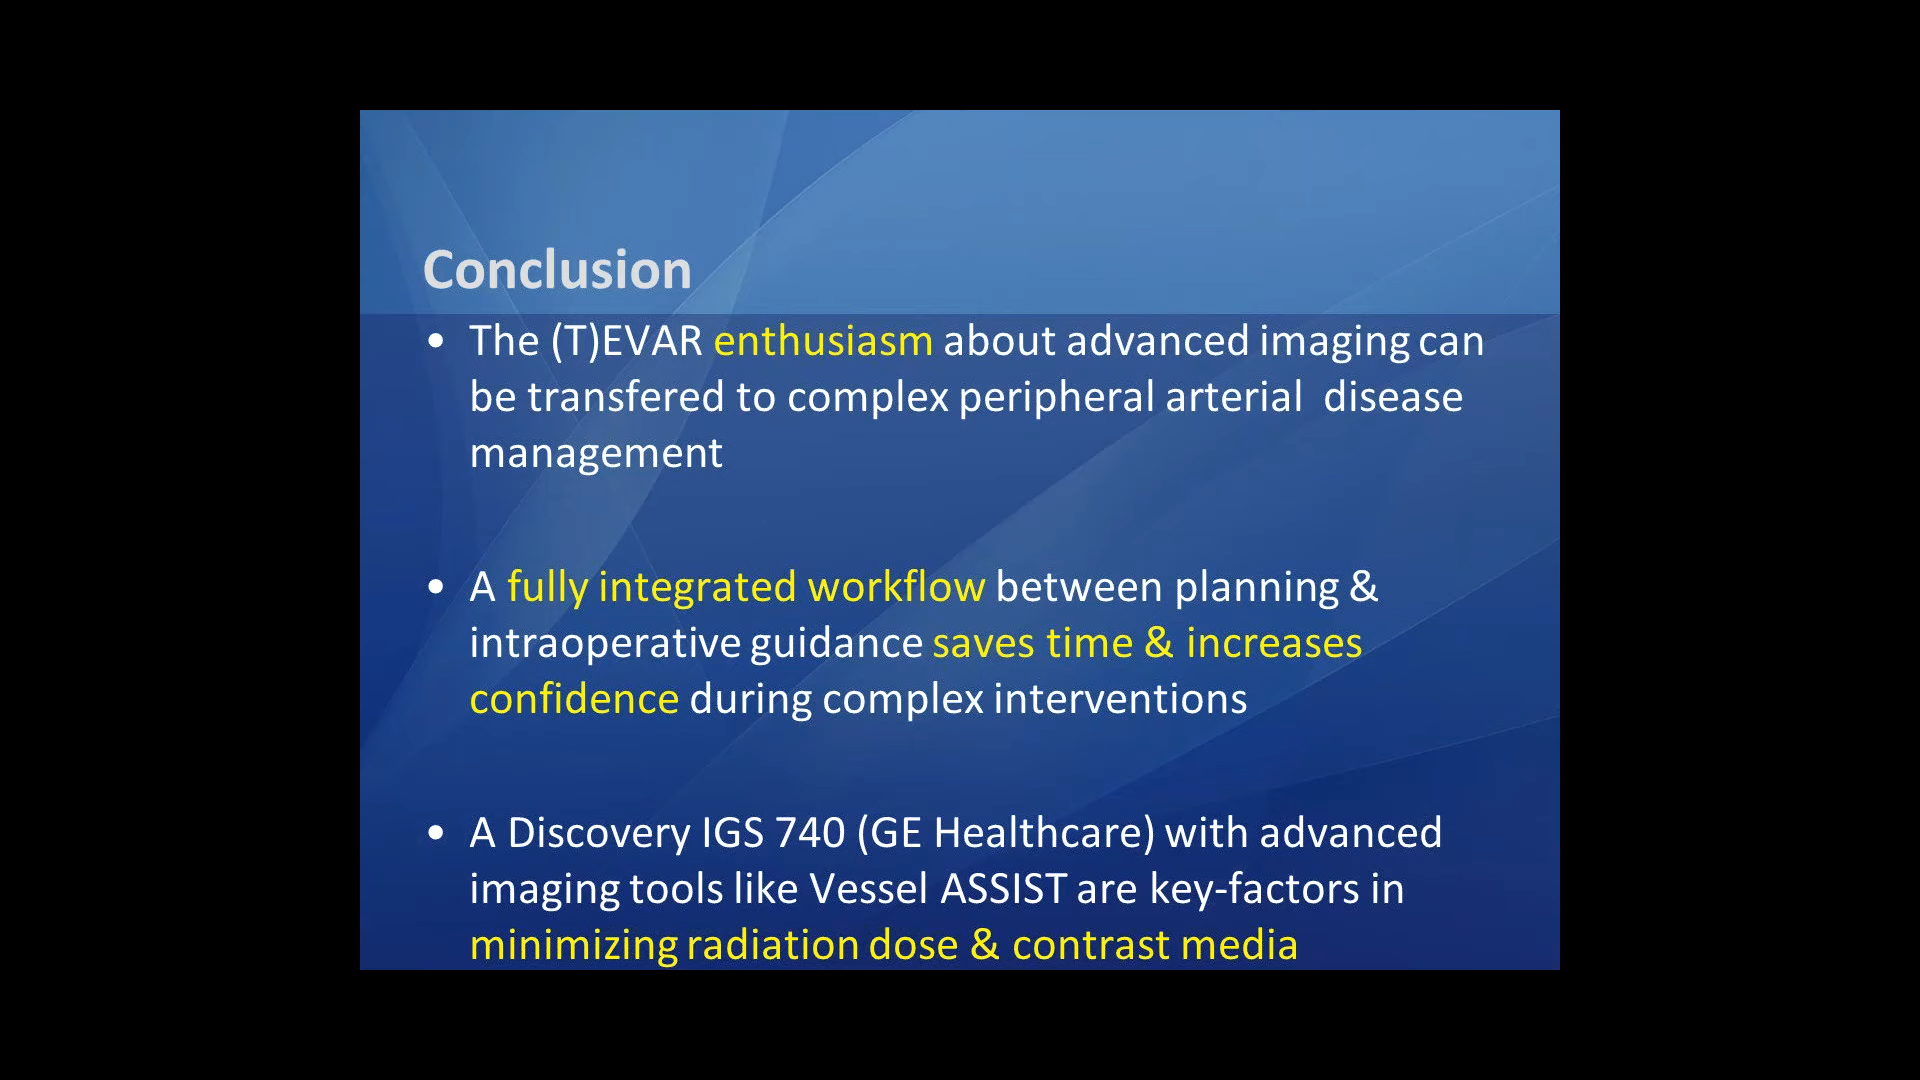 Conclusion
• The (T)EVAR enthusiasm about advanced imaging can
be transfered to complex peripheral arterial disease
management
• A fully integrated workflow between planning &
intraoperative guidance saves time & increases
confidence during complex interventions
• A Discovery IGS 740 (GE Healthcare) with advanced
imaging tools like Vessel ASSIST are key-factors in
minimizing radiation dose & contrast media